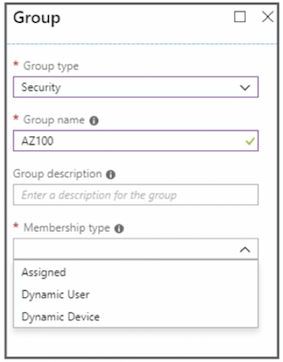 Group
* Group type
Security
* Group name
AZ100
Group description
Enter a description for the group
* Membership type
Assigned
Dynamic User
Dynamic Device